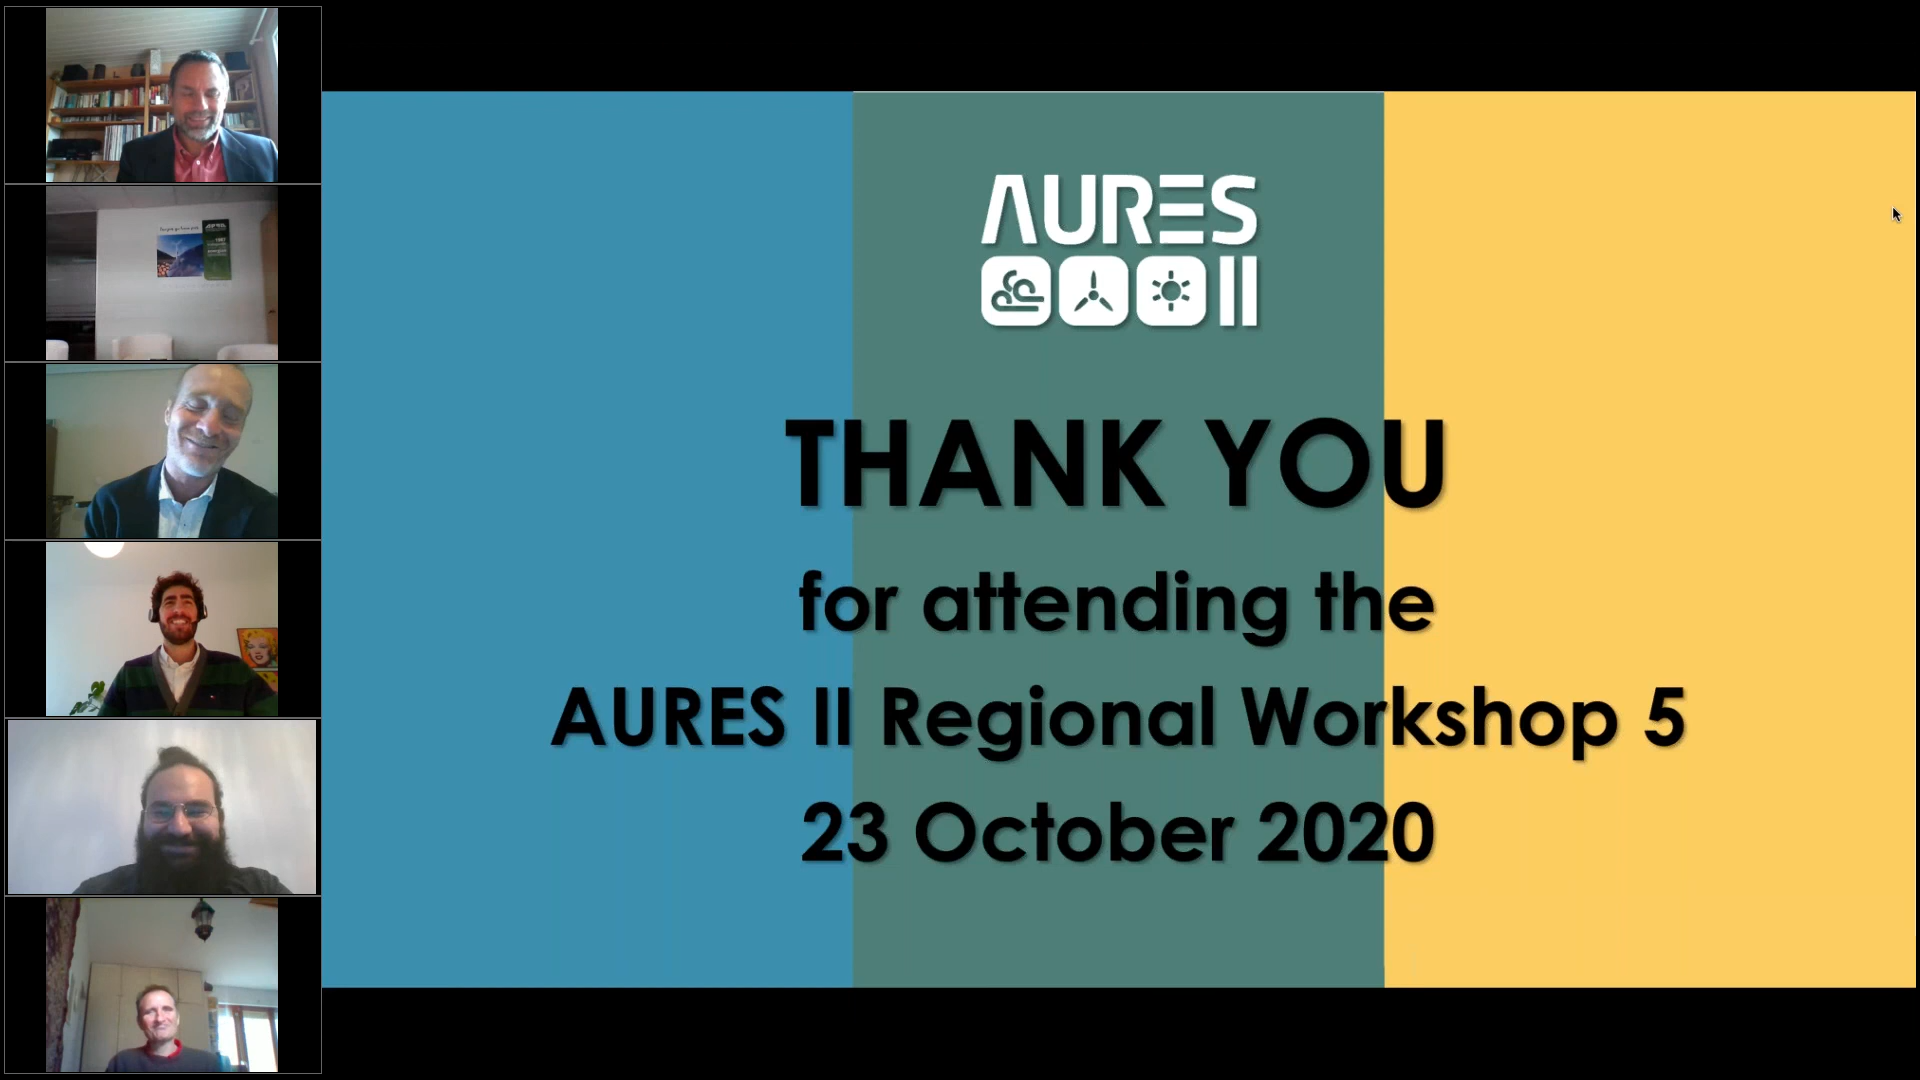 AURES
II
THANK YOU
for attending the
AURES II Regional Workshop 5
23 October 2020